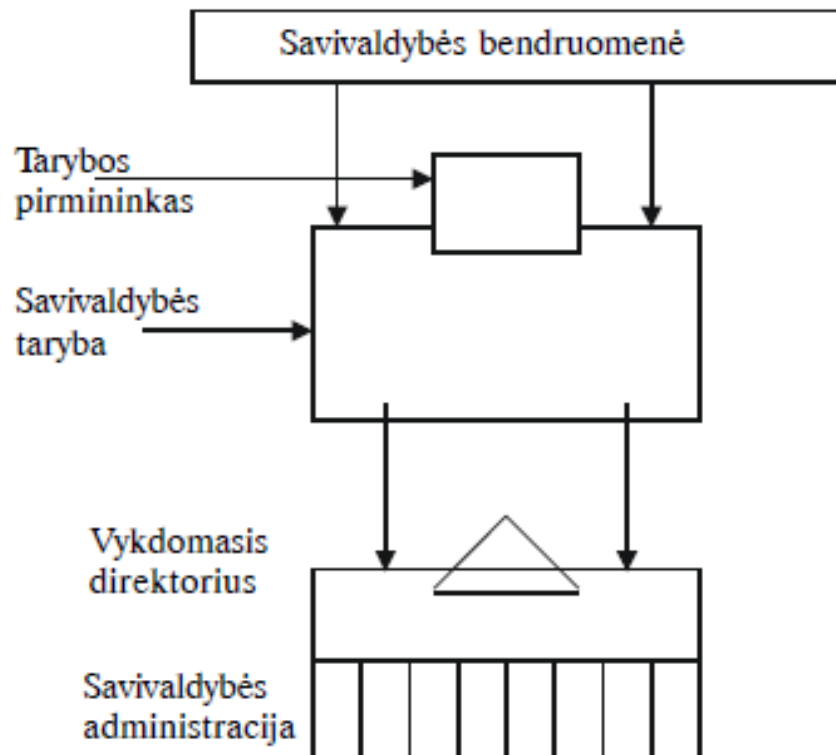 Savivaldybės bendruomenė
Tarybos
pirmininkas
Savivaldybės
taryba
Vykdomasis
direktorius
Savivaldybės
administracija